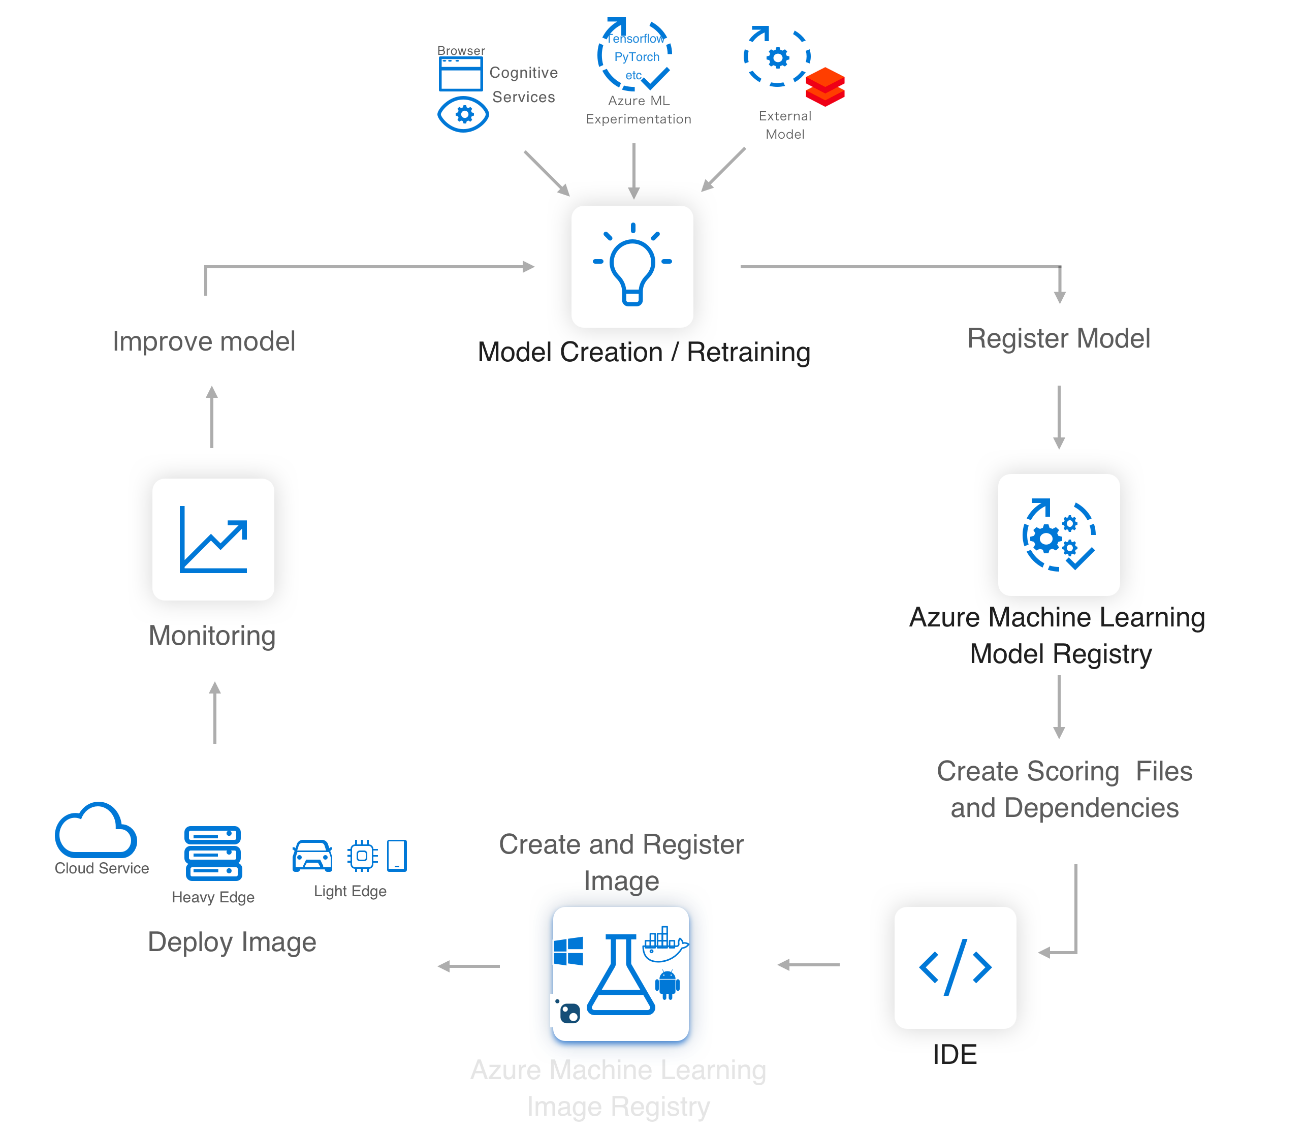 Browser
Cognitive
Services
Tensorflow
PyTorch
etc
Azure ML
Experimentation
External
Model
Model Creation / Retraining
Improve model
Register Model
Monitoring
Azure Machine Learning
Model Registry
Create Scoring Files
and Dependencies
Cloud Service
Heavy Edge
Light Edge
Deploy Image
Create and Register
Image
IDE
Azure Machine Learning
Image Registry